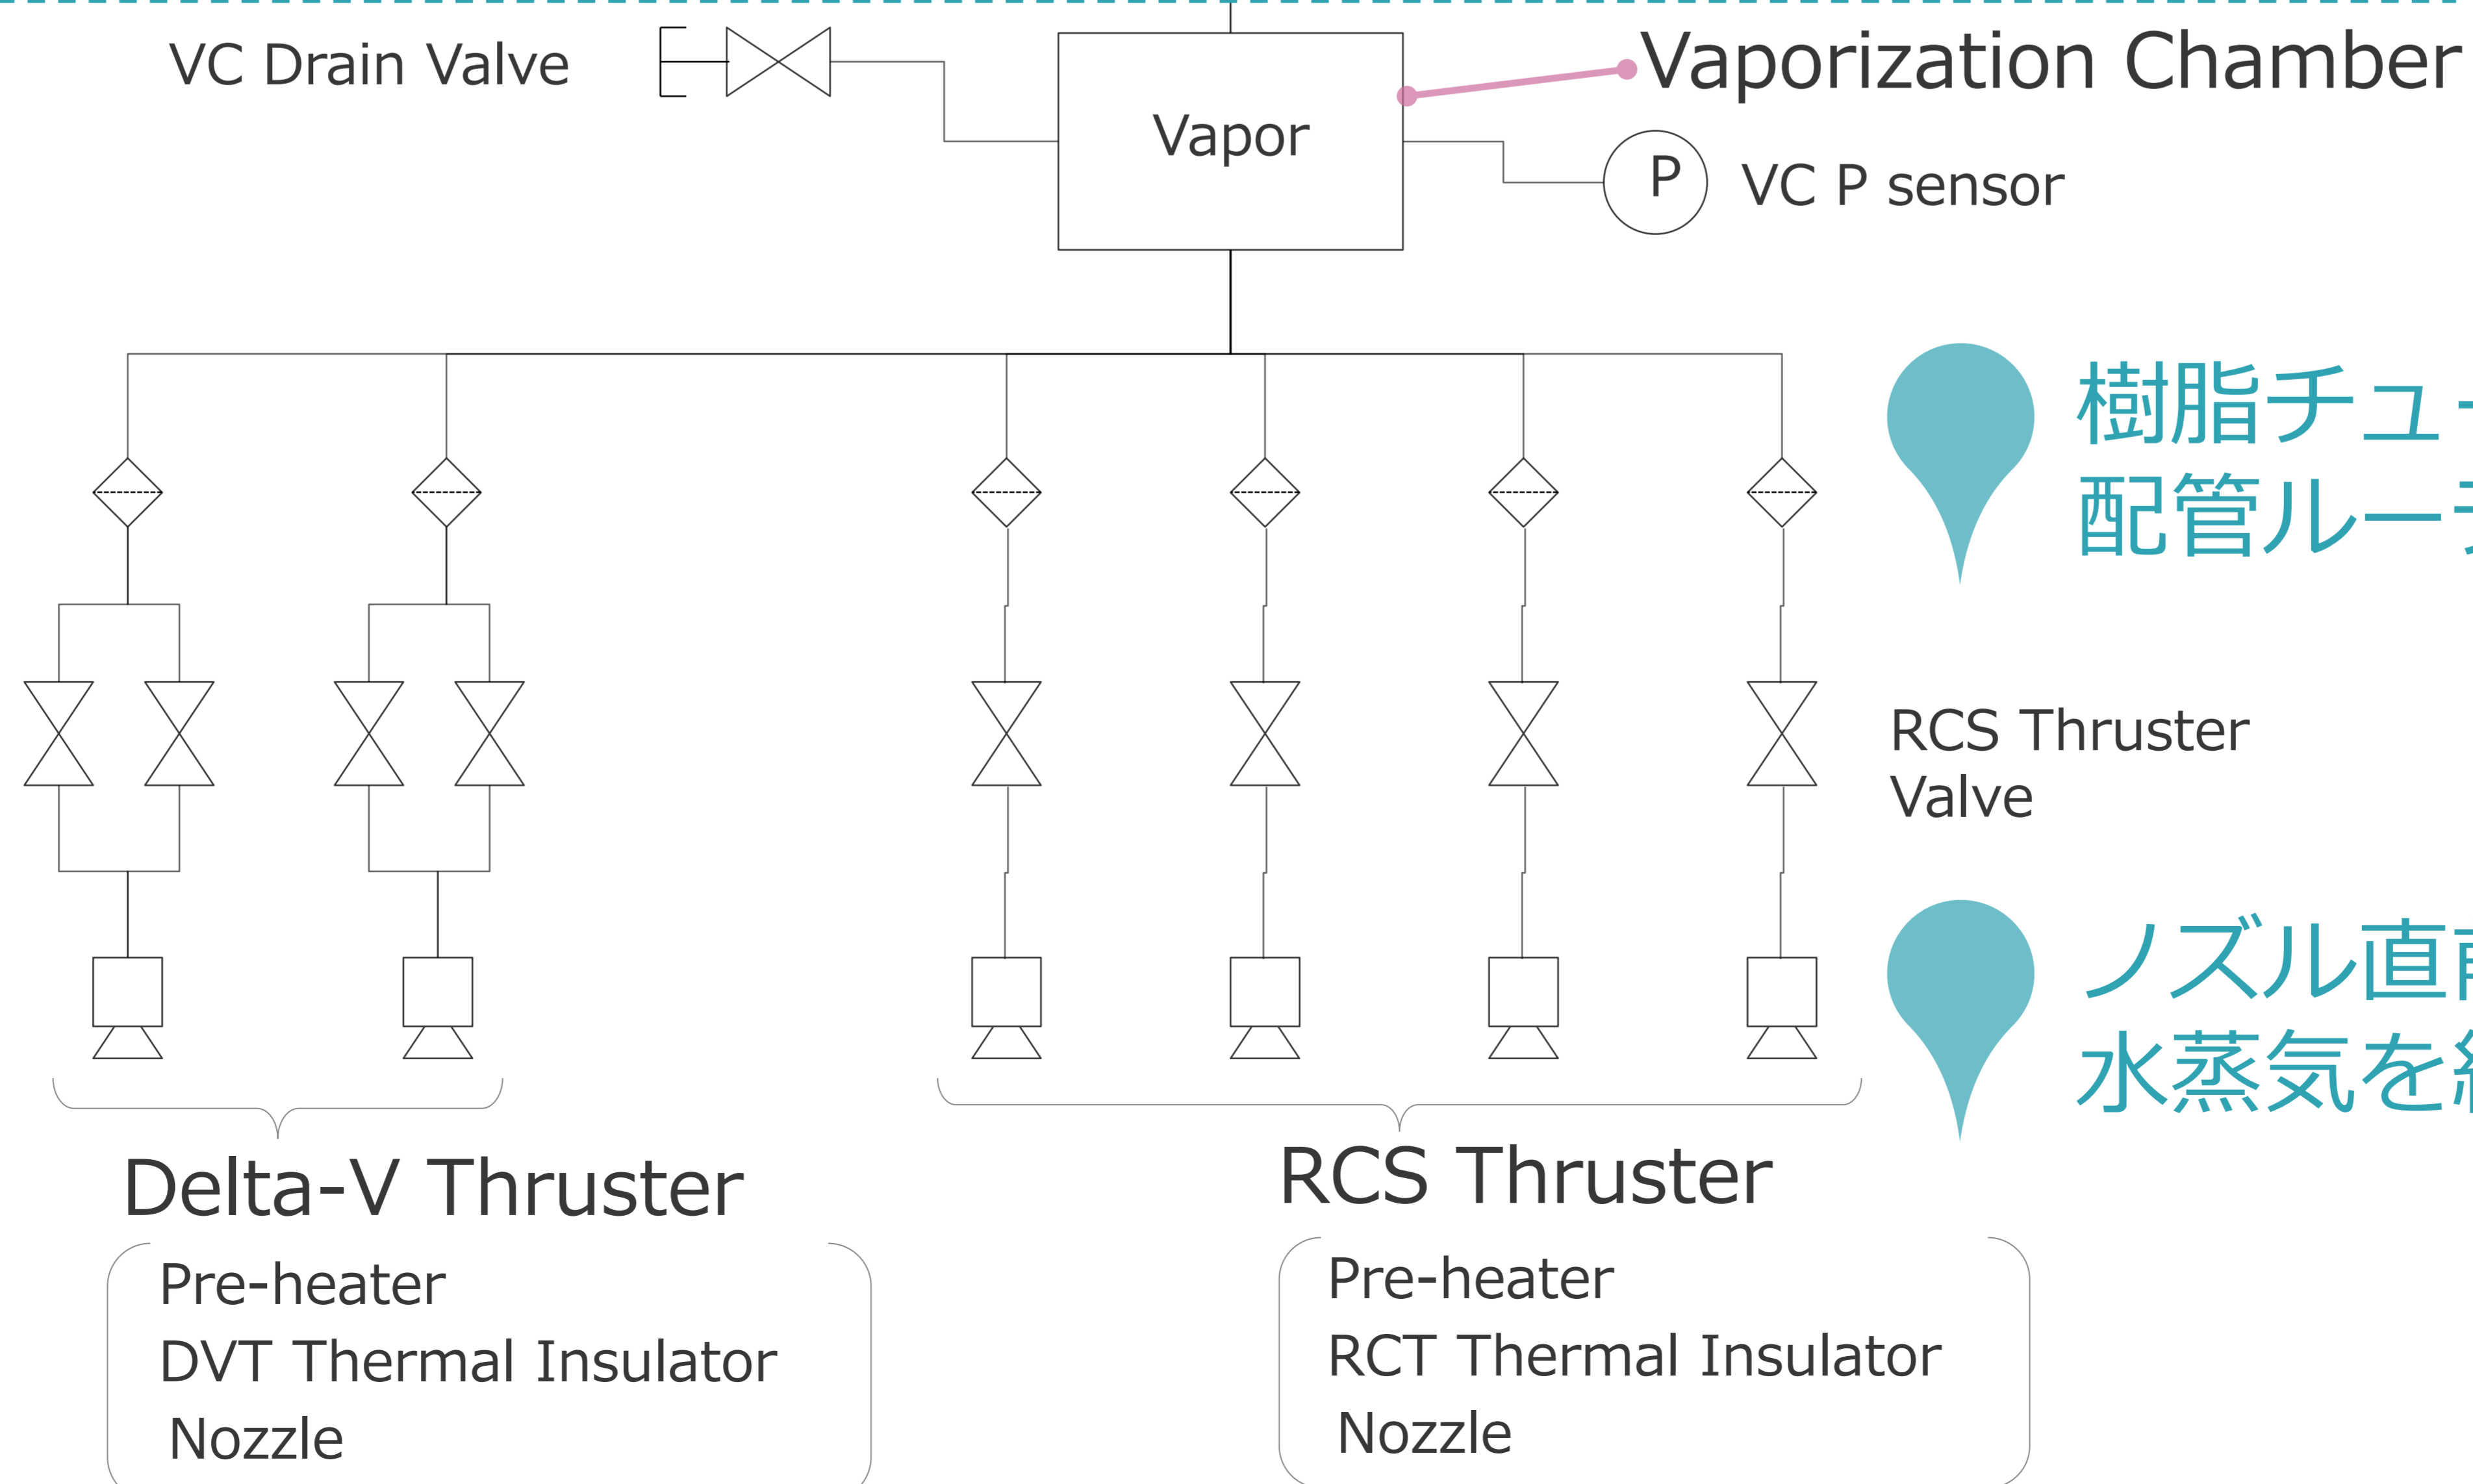 VC Drain Valve
Vaporization Chamber
Vapor
P
VC P sensor
樹脂チュー
配管ルー
RCS Thruster
Valve
ノズル直前
水蒸気を
Delta-V Thruster
RCS Thruster
Pre-heater
DVT Thermal Insulator
Nozzle
Pre-heater
RCT Thermal Insulator
Nozzle